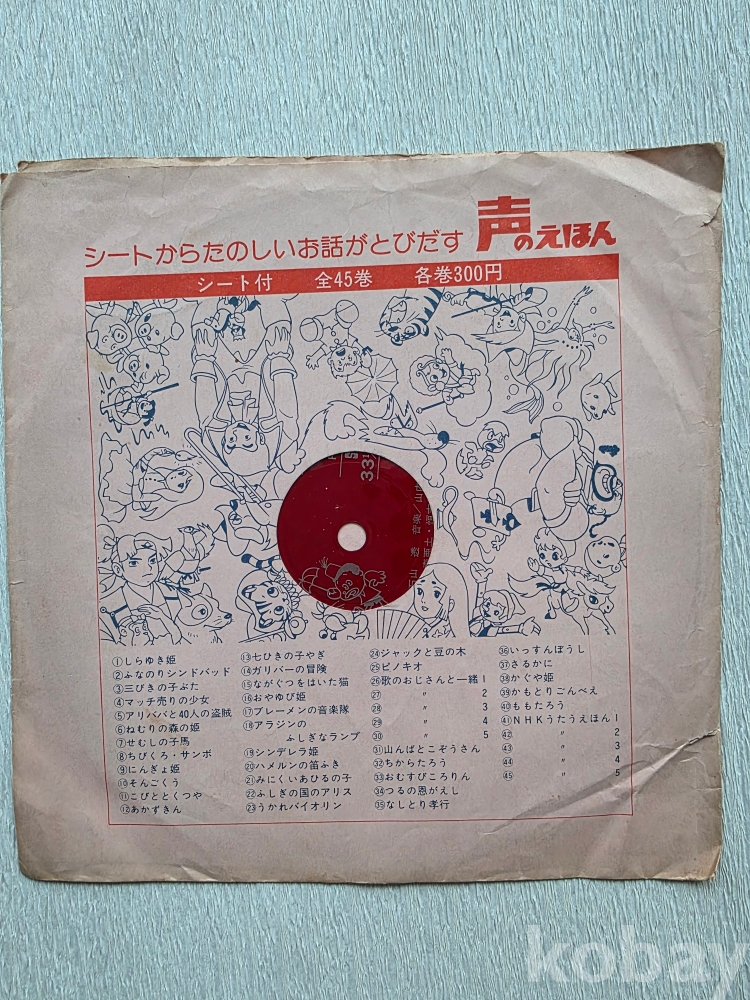 シートからたのしいお話がとびだす 声のえほん
シート付 全45巻 各巻300円
33
①しらゆき姫
②ふなのりシンドバッド
③三びきの子ぶた
④マッチ売りの少女
⑤アリババと40人の盗賊
⑥ねむりの森の姫
⑦せむしの子馬
⑧ちびくろ・サンボ
⑨にんぎょ姫
⑩そんごくう
⑪こびととくつや
⑫あかずきん
⑬七ひきの子やぎ
⑭ガリバーの冒険
⑮ながぐつをはいた猫
⑯おやゆび姫
⑰ブレーメンの音楽隊
⑱アラジンの
ふしぎなランプ
⑲シンデレラ姫
⑳ハメルンの笛ふき
㉑みにくいあひるの子
㉒ふしぎの国のアリス
㉓うかれバイオリン
㉔ジャックと豆の木
㉕ピノキオ
㉖歌のおじさんと一緒 1
㉗ 〃 2
㉘ 〃 3
㉙ 〃 4
㉚ 〃 5
㉛山んばとこぞうさん
㉜ちからたろう
㉝おむすびころりん
㉞つるの恩がえし
㉟なしとり孝行
㊱いっすんぼうし
㊲さるかに
㊳かぐや姫
㊴かもとりごんべえ
㊵ももたろう
㊶NHKうたうえほん 1
㊷ 〃 2
㊸ 〃 3
㊹ 〃 4
㊺ 〃 5
kobay